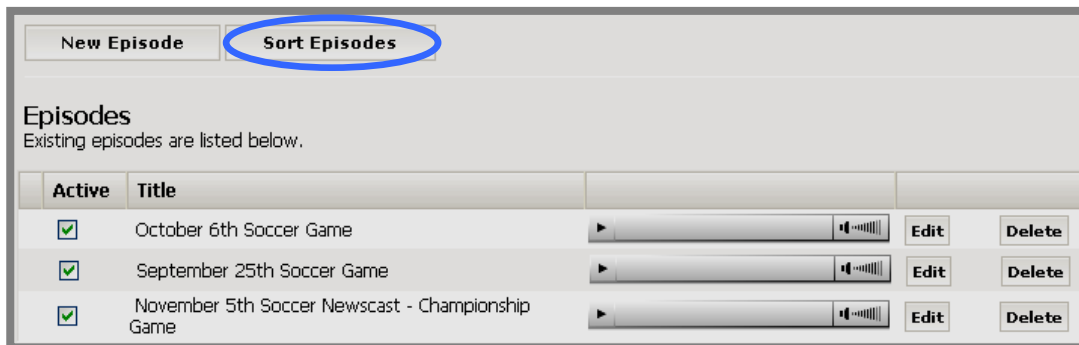 New Episode Sort Episodes
Episodes
Existing episodes are listed below.
Active Title
October 6th Soccer Game Edit Delete
September 25th Soccer Game Edit Delete
November 5th Soccer Newscast - Championship
Game Edit Delete